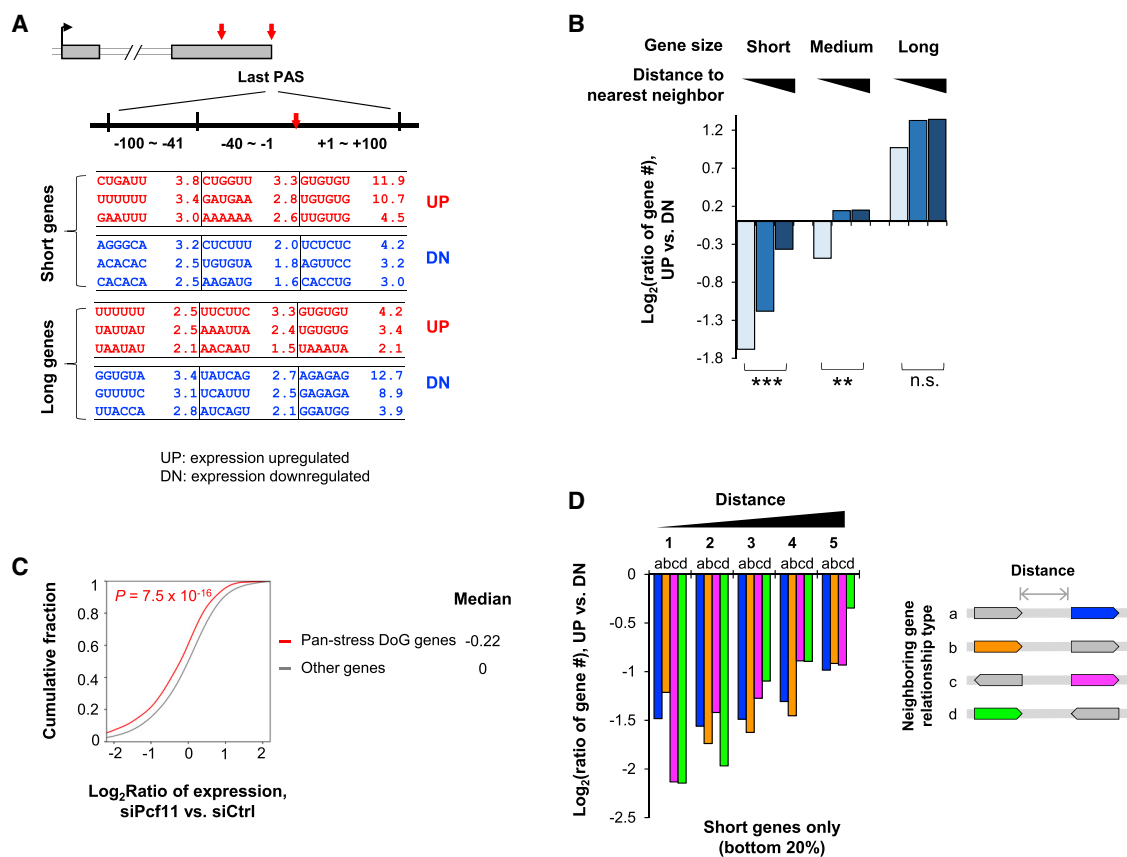 A
Last PAS
-100 ~ -41 -40 ~ -1 +1 ~ +100
Short genes
CUGAUU 3.8 CUGGUU 3.3 GUGUGU 11.9
UUUUUU 3.4 GAUGAA 2.8 UGUGUG 10.7
GAAUUU 3.0 AAAAAA 2.6 UUGUUG 4.5
UP
AGGGCA 3.2 CUCUUU 2.0 UCUCUC 4.2
ACACAC 2.5 UGUGUA 1.8 AGUUCC 3.2
CACACA 2.5 AAGAUG 1.6 CACCUG 3.0
DN
Long genes
UUUUUU 2.5 UUCUUC 3.3 GUGUGU 4.2
UAUUAU 2.5 AAAUUA 2.4 UGUGUG 3.4
UAAUAU 2.1 AACAAU 1.5 UAAAUA 2.1
UP
GGUGUA 3.4 UAUCAG 2.7 AGAGAG 12.7
GUUUUC 3.1 UCAUUU 2.5 GAGAGA 8.9
UUACCA 2.8 AUCAGU 2.1 GGAUGG 3.9
DN
UP: expression upregulated
DN: expression downregulated
B
Gene size Short Medium Long
Distance to
nearest neighbor
Log2(ratio of gene #),
UP vs. DN
1.2
0.7
0.2
-0.3
-0.8
-1.3
-1.8
*** ** n.s.
C
Cumulative fraction
1
0.8
0.6
0.4
0.2
0
P = 7.5 x 10-16
-2 -1 0 1 2
Log2Ratio of expression,
siPcf11 vs. siCtrl
Median
Pan-stress DoG genes -0.22
Other genes 0
D
Distance
1 2 3 4 5
abcd abcd abcd abcd abcd
Log2(ratio of gene #), UP vs. DN
0
-0.5
-1
-1.5
-2
-2.5
Short genes only
(bottom 20%)
Neighboring gene
relationship type
Distance
a
b
c
d